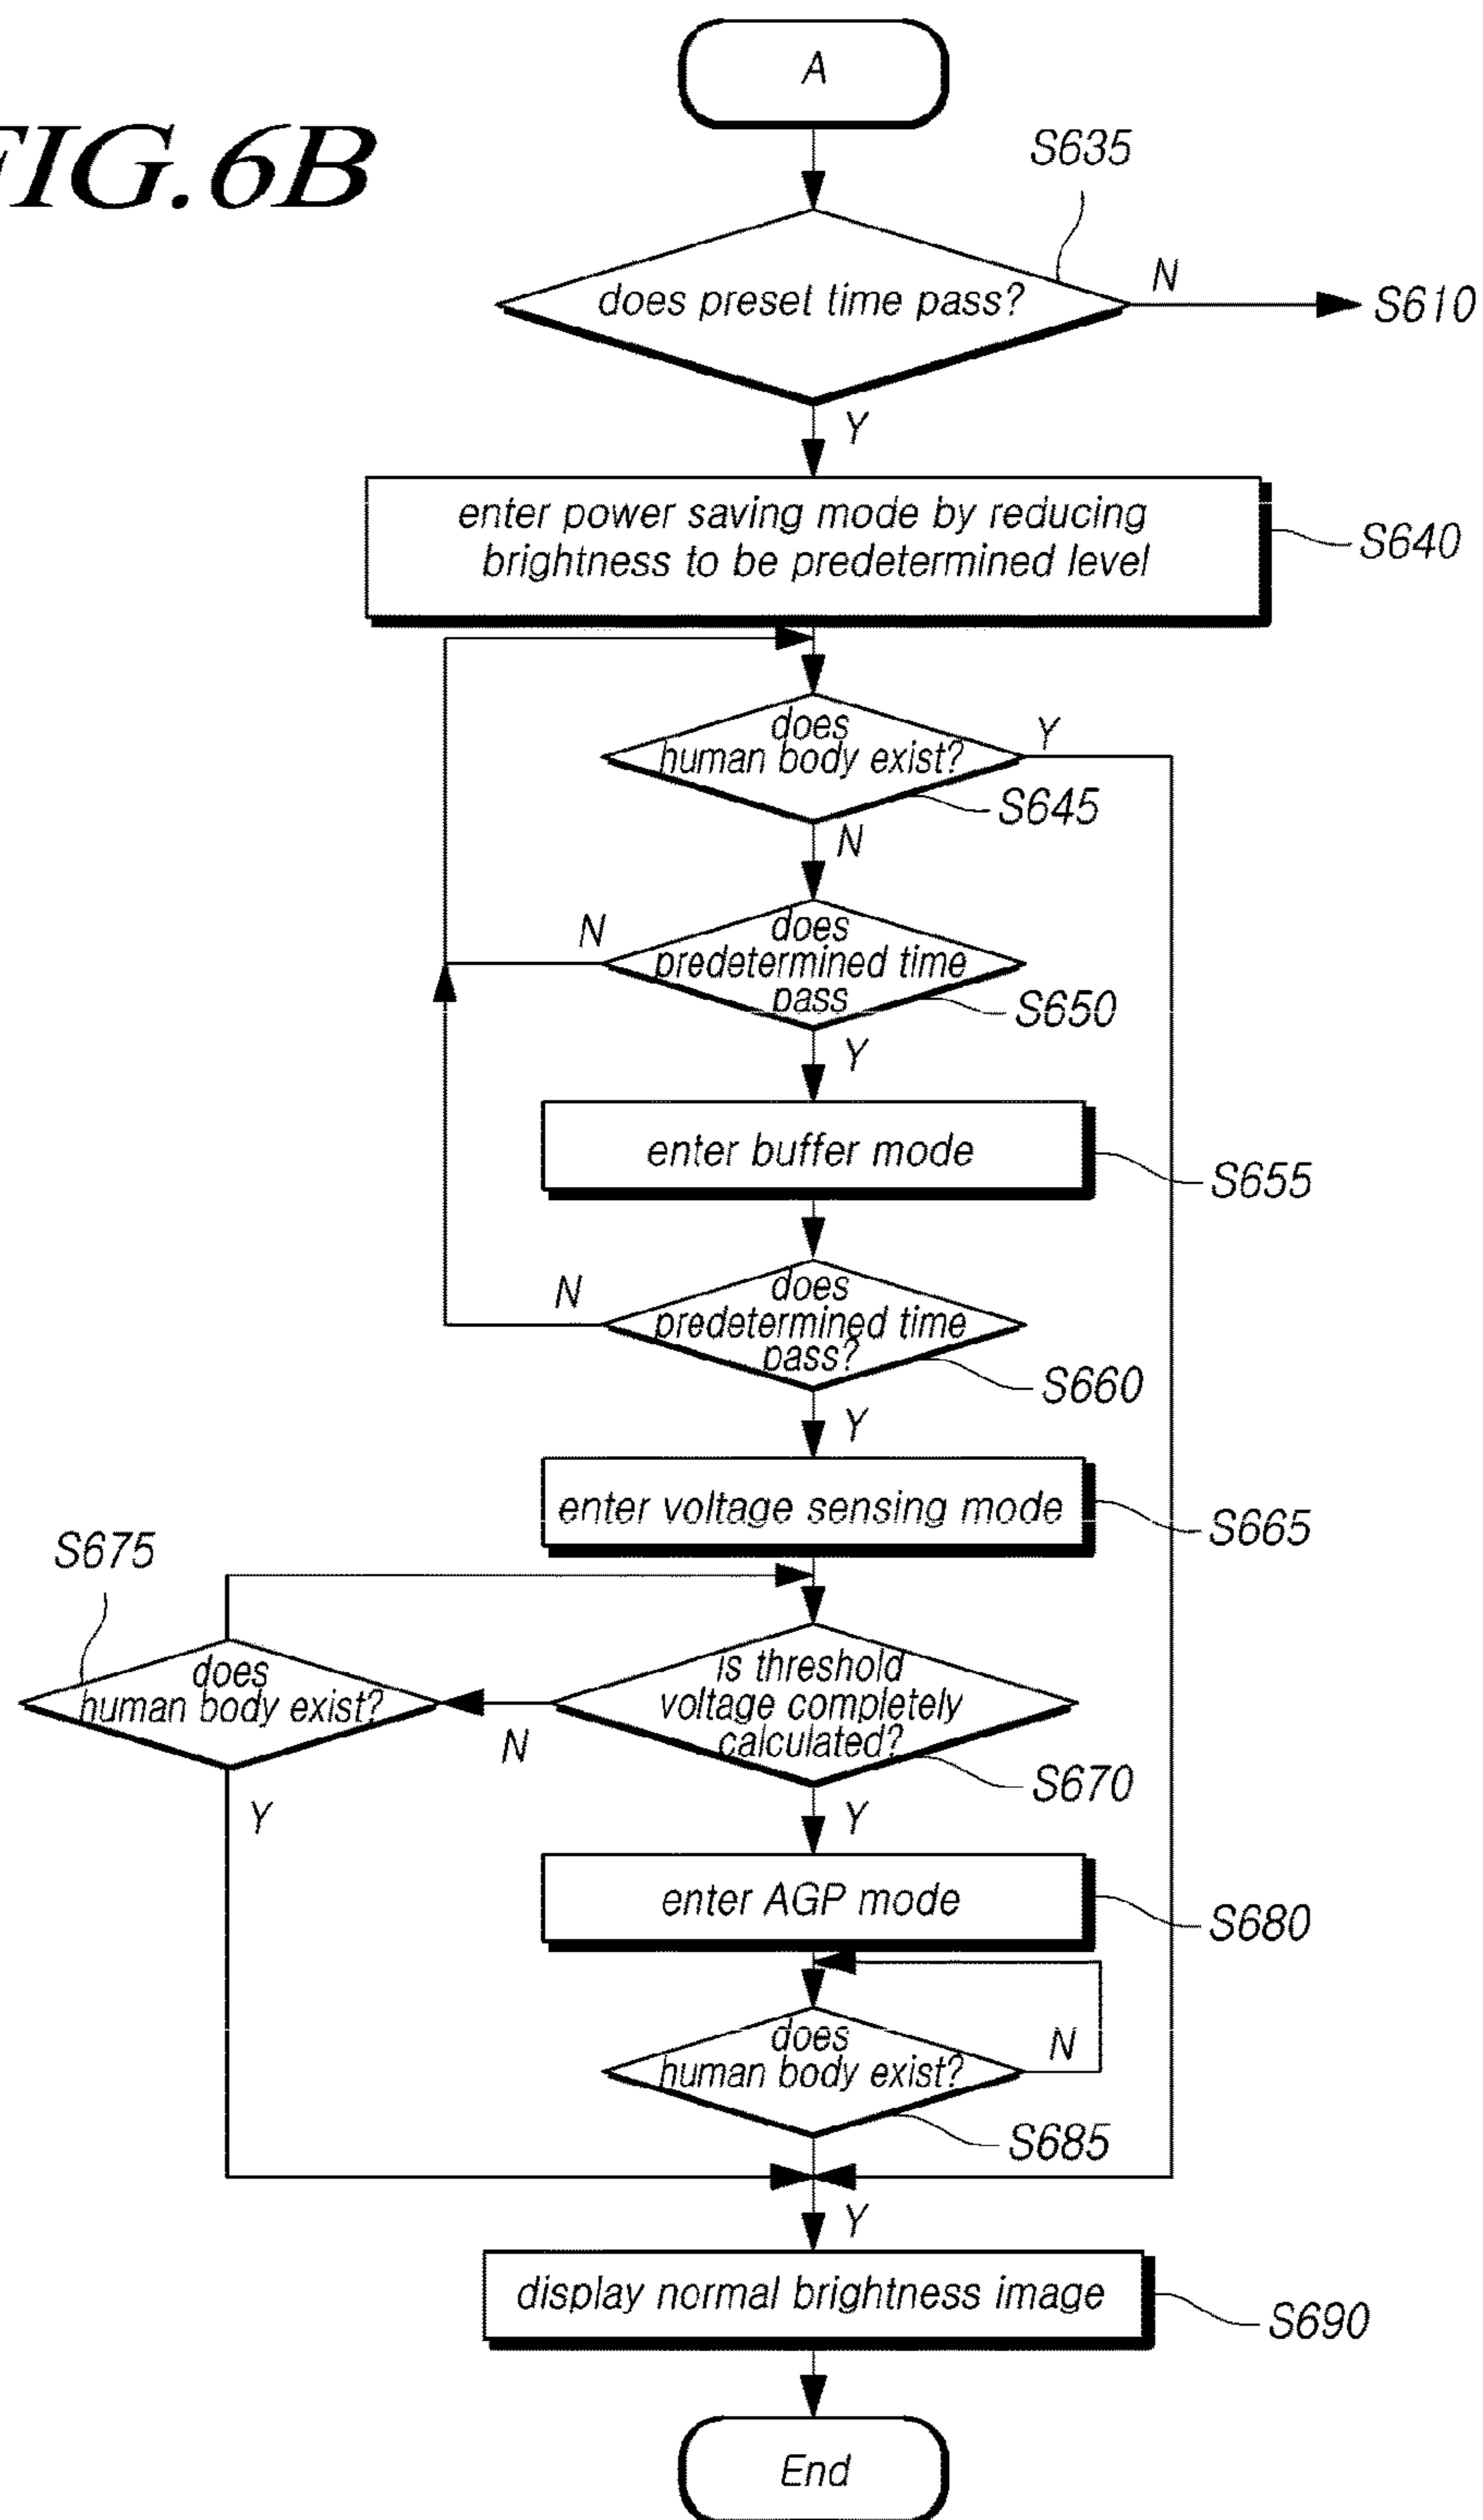 FIG.6B
A
S635
does preset time pass?
N
S610
Y
enter power saving mode by reducing
brightness to be predetermined level
S640
does
human body exist?
Y
S645
N
does
predetermined time
pass
N
S650
Y
enter buffer mode
S655
does
predetermined time
pass?
N
S660
Y
enter voltage sensing mode
S665
S675
does
human body exist?
is threshold
voltage completely
calculated?
N
S670
Y
Y
enter AGP mode
S680
does
human body exist?
N
S685
Y
display normal brightness image
S690
End